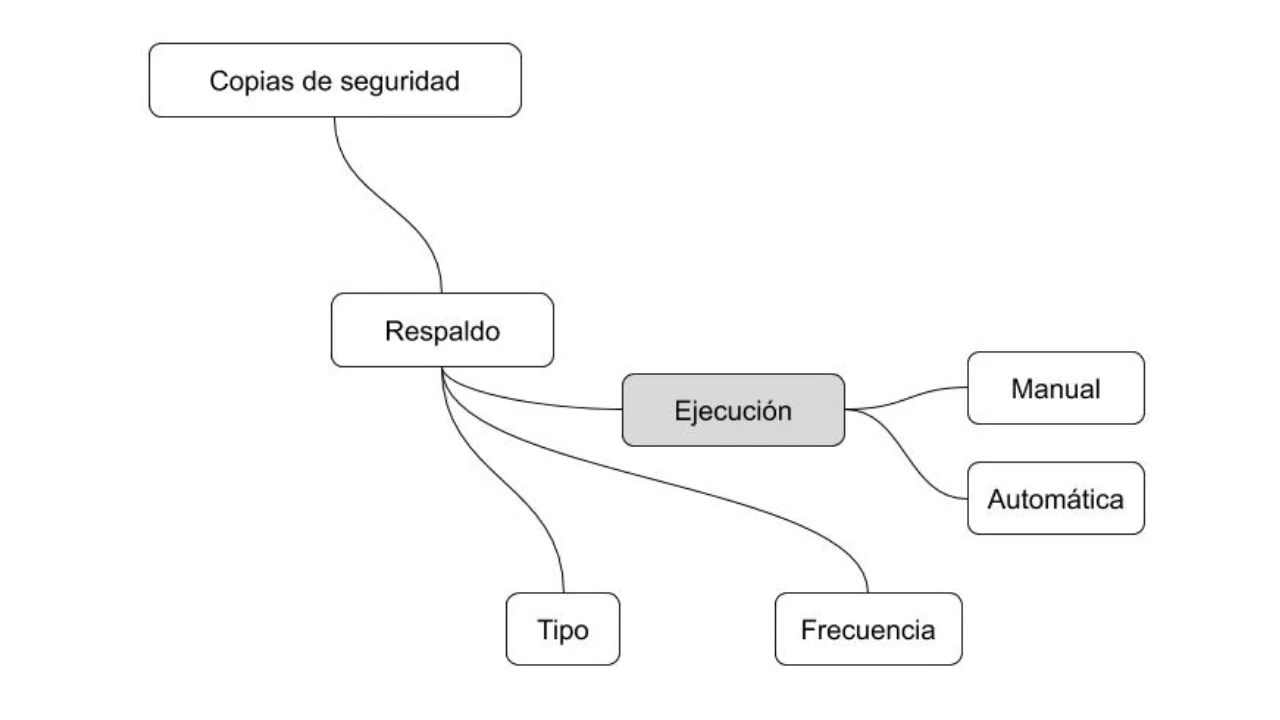 Copias de seguridad
Respaldo
Ejecución
Manual
Automática
Tipo
Frecuencia